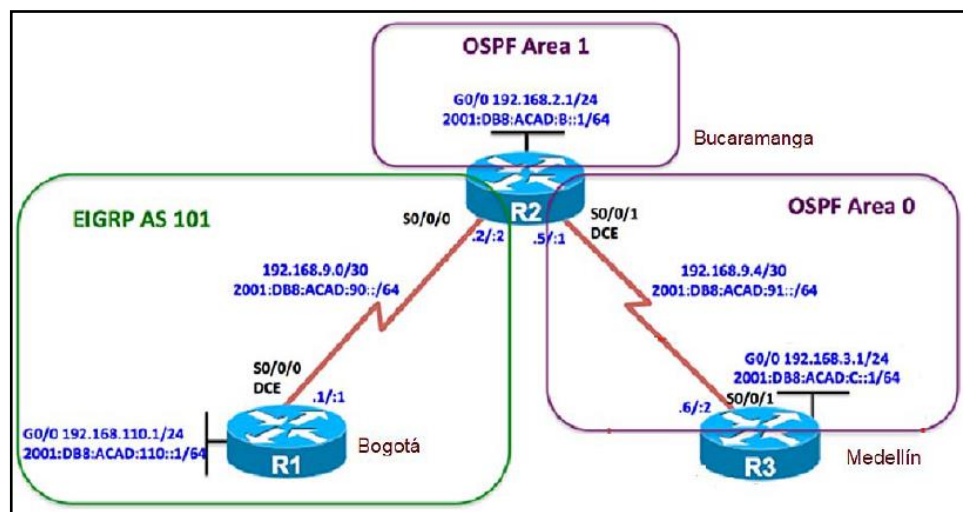 OSPF Area 1
G0/0 192.168.2.1/24
2001:DB8:ACAD:B::1/64
Bucaramanga
EIGRP AS 101
S0/0/0
R2
S0/0/1
DCE
OSPF Area 0
.2/:2
.5/:1
192.168.9.0/30
2001:DB8:ACAD:90::/64
192.168.9.4/30
2001:DB8:ACAD:91::/64
S0/0/0
DCE
.1/:1
G0/0 192.168.3.1/24
2001:DB8:ACAD:C::1/64
S0/0/1
.6/:2
G0/0 192.168.110.1/24
2001:DB8:ACAD:110::1/64
R1
Bogotá
R3
Medellín